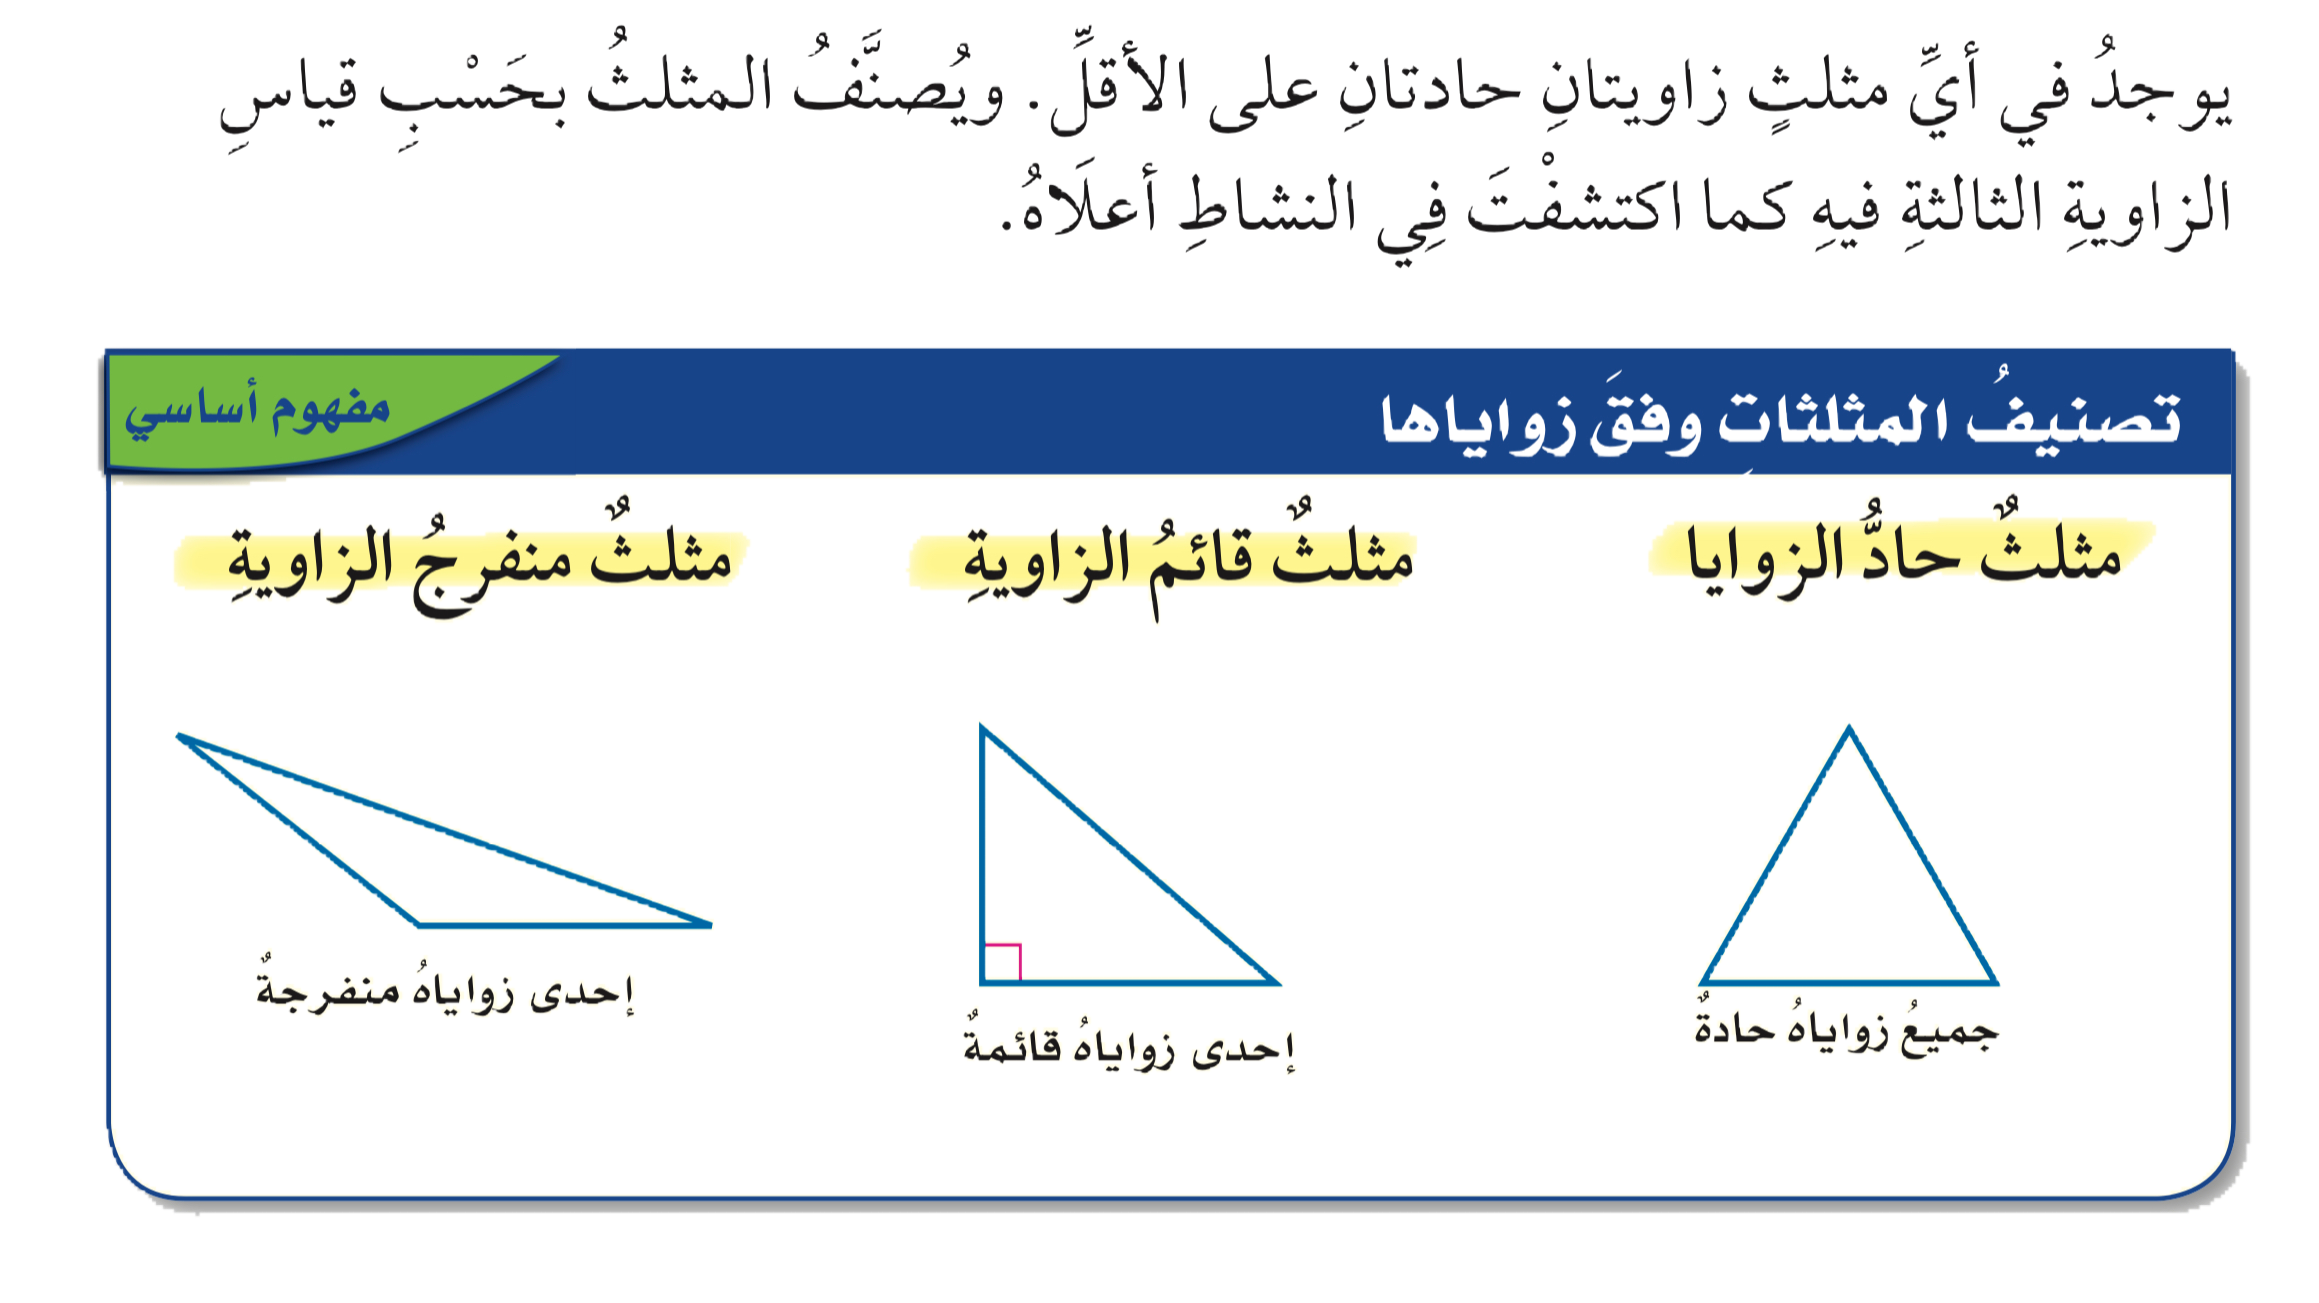 يوجدُ في أيِّ مثلثٍ زاويتانِ حادتانِ على الأقلِّ. ويُصنَّفُ المثلثُ بحَسْبِ قياسِ
الزاويةِ الثالثةِ فيهِ كما اكتشفْتَ فِي النشاطِ أعلَاهُ.
تصنيفُ المثلثاتِ وفقَ زواياها
مفهوم أساسي
مثلثٌ حادُّ الزوايا
مثلثٌ قائمُ الزاويةِ
مثلثٌ منفرجُ الزاويةِ
جميعُ زواياهُ حادةٌ
إحدى زواياهُ قائمةٌ
إحدى زواياهُ منفرجةٌ